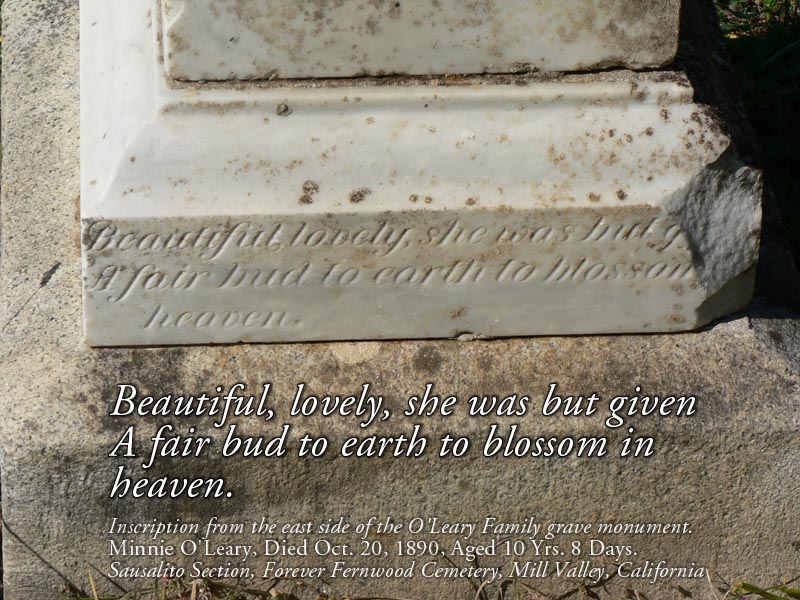 Beautiful, lovely, she was but g
A fair bud to earth to blossom
heaven.
Beautiful, lovely, she was but given
A fair bud to earth to blossom in
heaven.
Inscription from the east side of the O'Leary Family grave monument.
Minnie O'Leary, Died Oct. 20, 1890, Aged 10 Yrs. 8 Days.
Sausalito Section, Forever Fernwood Cemetery, Mill Valley, California